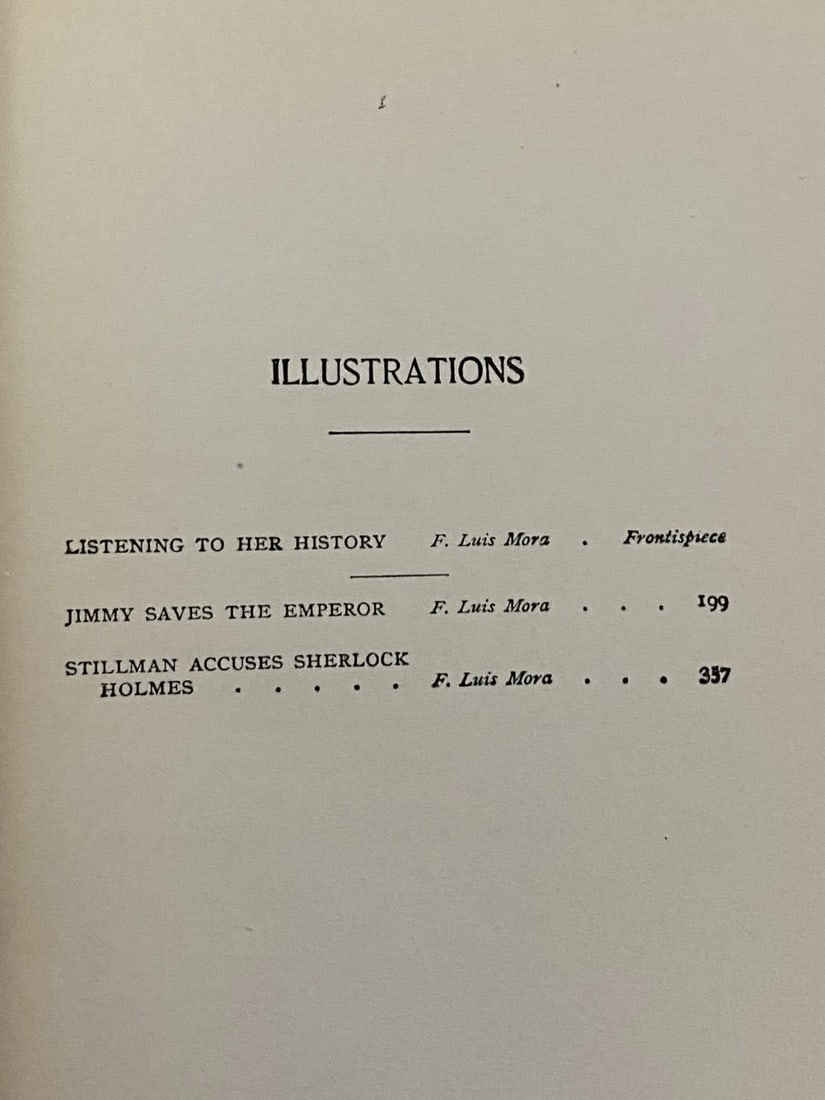 ILLUSTRATIONS
LISTENING TO HER HISTORY F. Luis Mora . Frontispiece
JIMMY SAVES THE EMPEROR F. Luis Mora . . . 199
STILLMAN ACCUSES SHERLOCK
HOLMES . . . . . F. Luis Mora . . . 357